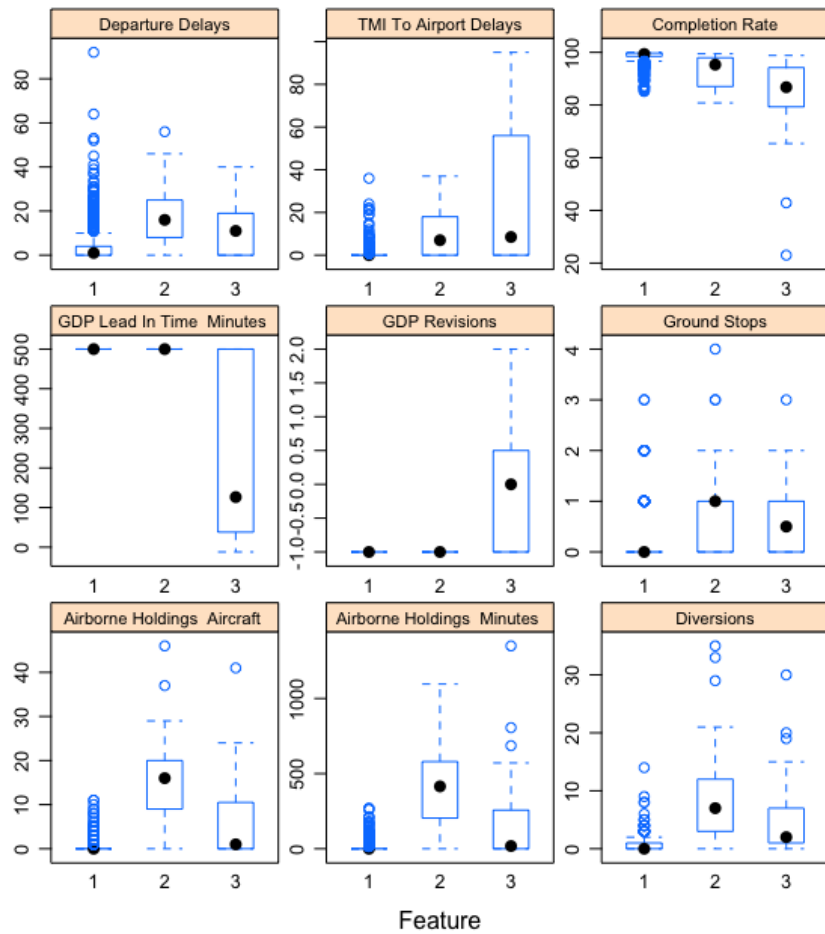 Departure Delays
TMI To Airport Delays
Completion Rate
0 20 40 60 80
0 20 40 60 80
20 40 60 80 100
1 2 3
1 2 3
1 2 3
GDP Lead In Time Minutes
GDP Revisions
Ground Stops
0 100 200 300 400 500
-1.0 -0.5 0.0 0.5 1.0 1.5 2.0
0 1 2 3 4
1 2 3
1 2 3
1 2 3
Airborne Holdings Aircraft
Airborne Holdings Minutes
Diversions
0 10 20 30 40
0 500 1000
0 10 20 30
1 2 3
1 2 3
1 2 3
Feature